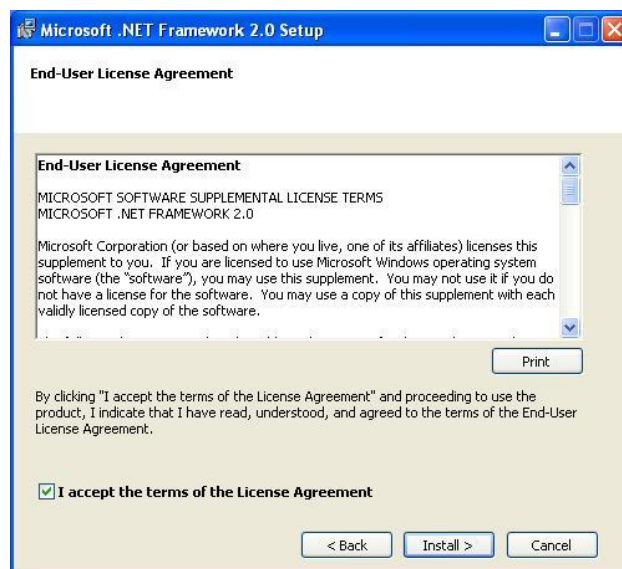 Microsoft .NET Framework 2.0 Setup
End-User License Agreement
End-User License Agreement
MICROSOFT SOFTWARE SUPPLEMENTAL LICENSE TERMS
MICROSOFT .NET FRAMEWORK 2.0
Microsoft Corporation (or based on where you live, one of its affiliates) licenses this
supplement to you.  If you are licensed to use Microsoft Windows operating system
software (the “software”), you may use this supplement.  You may not use it if you do
not have a license for the software.  You may use a copy of this supplement with each
validly licensed copy of the software.
Print
By clicking "I accept the terms of the License Agreement" and proceeding to use the
product, I indicate that I have read, understood, and agreed to the terms of the End-User
License Agreement.
I accept the terms of the License Agreement
< Back Install > Cancel